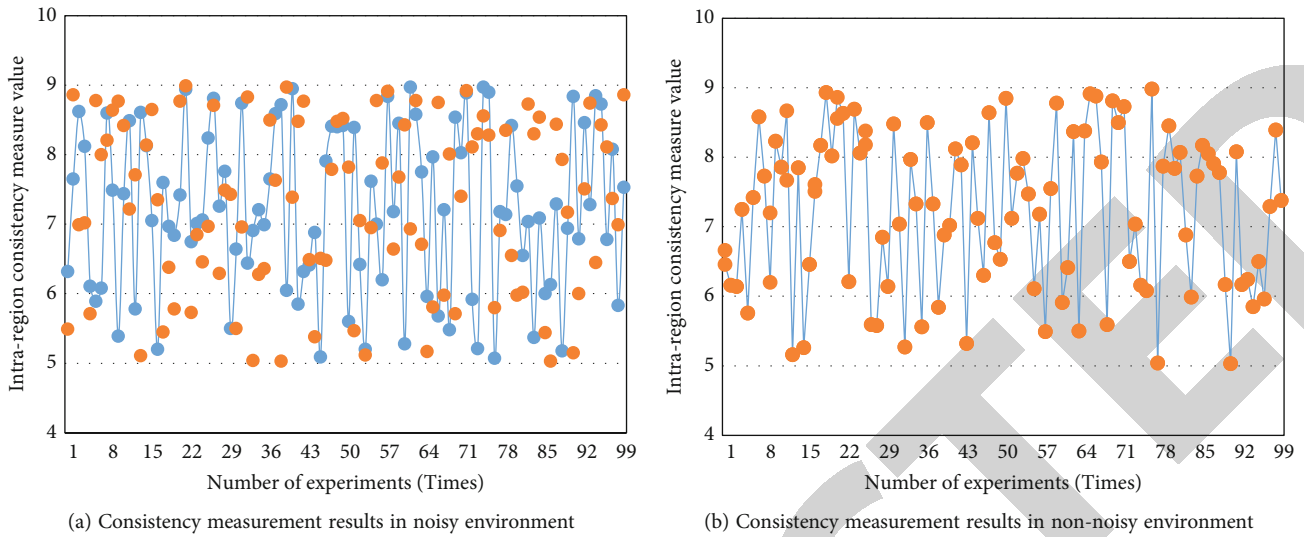 Intra-region consistency measure value
10
9
8
7
6
5
4
1 8 15 22 29 36 43 50 57 64 71 78 85 92 99
Number of experiments (Times)
(a) Consistency measurement results in noisy environment
Intra-region consistency measure value
10
9
8
7
6
5
4
1 8 15 22 29 36 43 50 57 64 71 78 85 92 99
Number of experiments (Times)
(b) Consistency measurement results in non-noisy environment